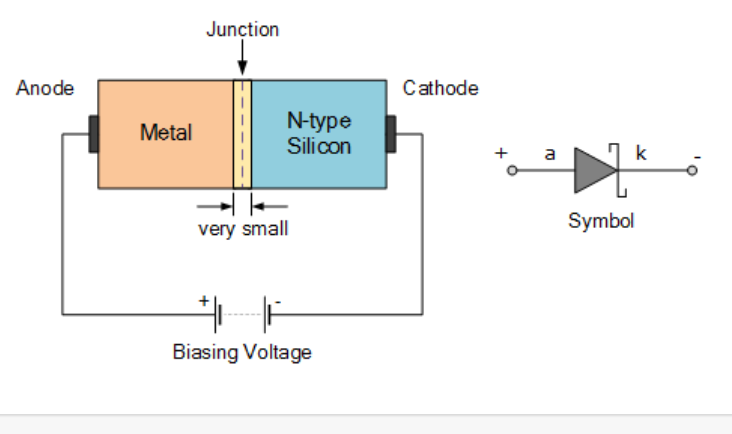 Junction
Anode
Cathode
Metal
N-type
Silicon
very small
+ -
Biasing Voltage
+ a k -
Symbol